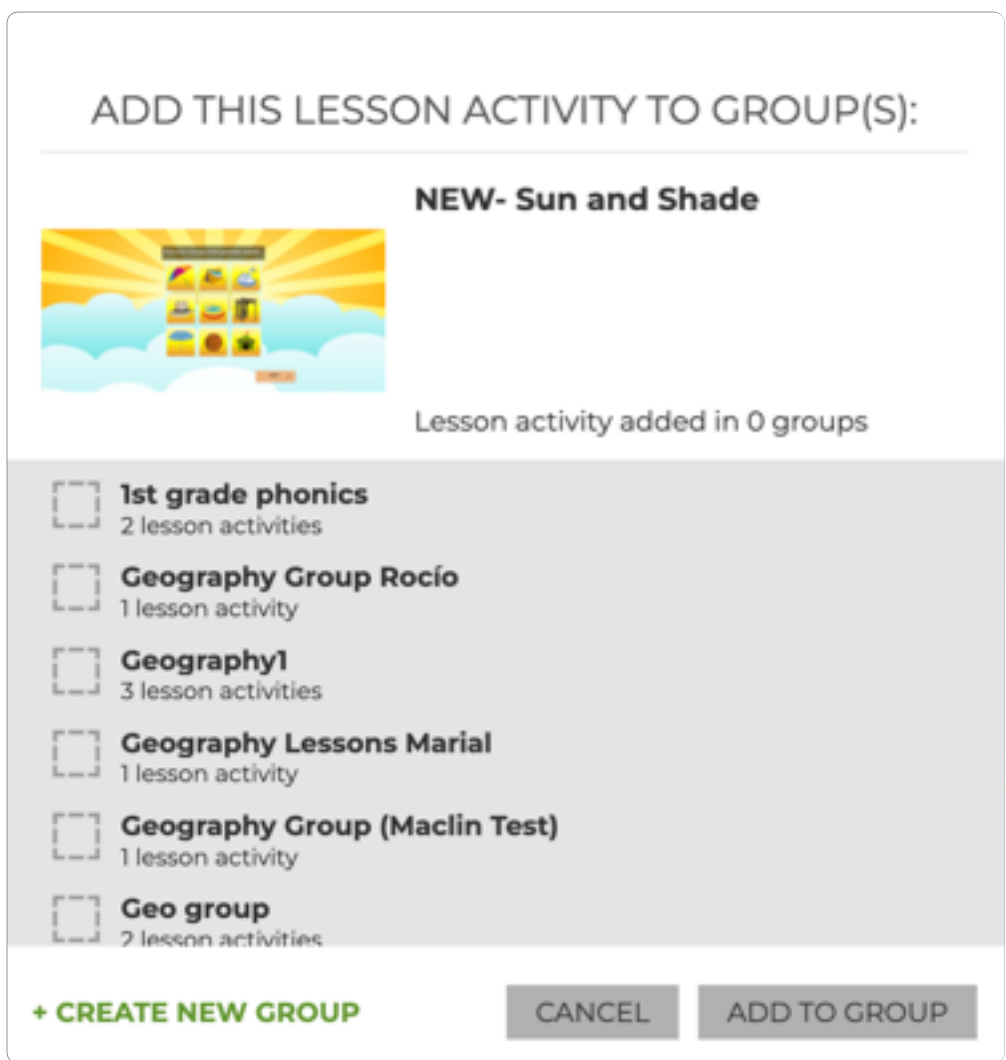 ADD THIS LESSON ACTIVITY TO GROUP(S):
NEW- Sun and Shade
Lesson activity added in 0 groups
1st grade phonics
2 lesson activities
Geography Group Rocío
1 lesson activity
Geography1
3 lesson activities
Geography Lessons Marial
1 lesson activity
Geography Group (Maclin Test)
1 lesson activity
Geo group
2 lesson activities
+ CREATE NEW GROUP
CANCEL
ADD TO GROUP